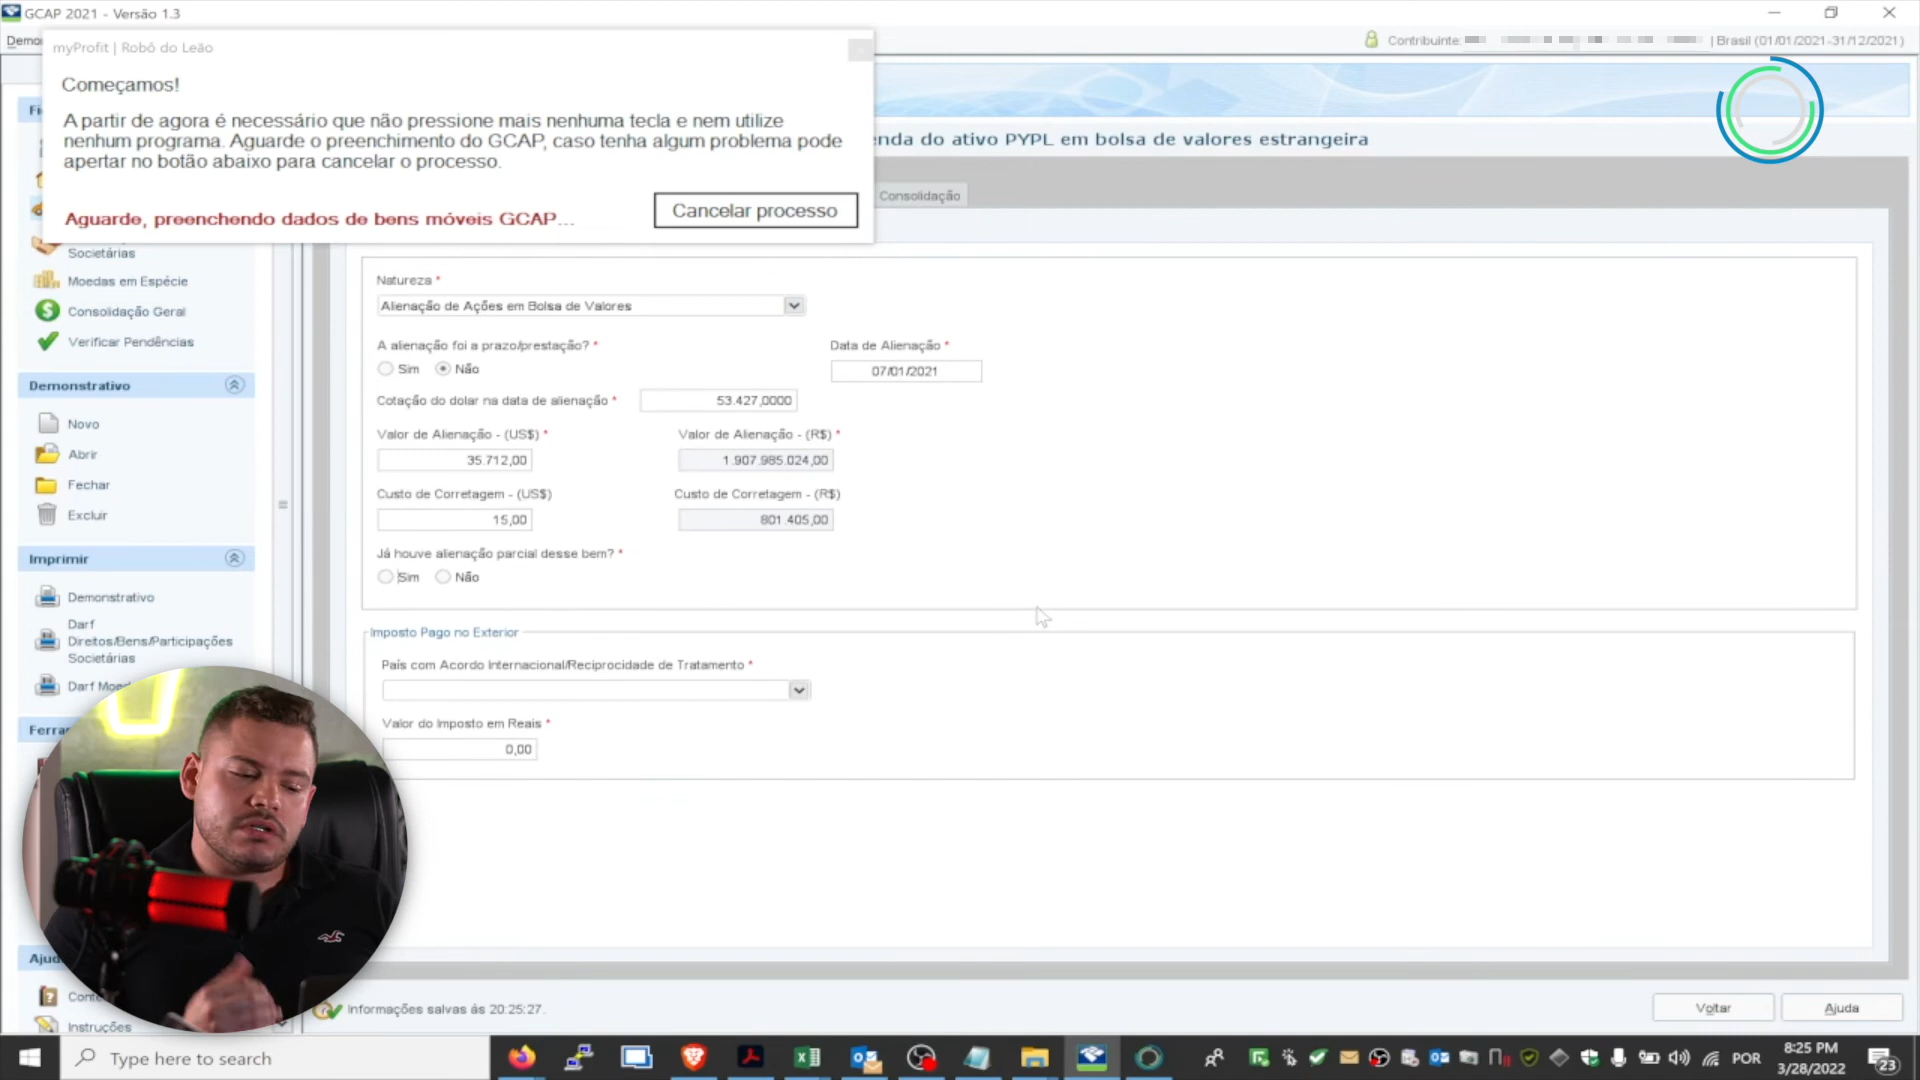 GCAP 2021 - Versão 1.3
Demo
Contribuinte:
| Brasil (01/01/2021-31/12/2021)
myProfit | Robô do Leão
Começamos!
A partir de agora é necessário que não pressione mais nenhuma tecla e nem utilize
nenhum programa. Aguarde o preenchimento do GCAP, caso tenha algum problema pode
apertar no botão abaixo para cancelar o processo.
Aguarde, preenchendo dados de bens móveis GCAP...
Cancelar processo
enda do ativo PYPL em bolsa de valores estrangeira
Consolidação
Societárias
Moedas em Espécie
Consolidação Geral
Verificar Pendências
Demonstrativo
Novo
Abrir
Fechar
Excluir
Imprimir
Demonstrativo
Darf
Direitos/Bens/Participações
Societárias
Darf Moed
Ferra
Ajud
Conte
Instruções
Natureza *
Alienação de Ações em Bolsa de Valores
A alienação foi a prazo/prestação? *
Sim Não
Data de Alienação *
07/01/2021
Cotação do dolar na data de alienação *
53.427,0000
Valor de Alienação - (US$) *
Valor de Alienação - (R$) *
35.712,00
1.907.985.024,00
Custo de Corretagem - (US$)
Custo de Corretagem - (R$)
15,00
801.405,00
Já houve alienação parcial desse bem? *
Sim Não
Imposto Pago no Exterior
País com Acordo Internacional/Reciprocidade de Tratamento *
Valor do Imposto em Reais *
0,00
Informações salvas às 20:25:27.
Voltar
Ajuda
Type here to search
POR
8:25 PM
3/28/2022
23